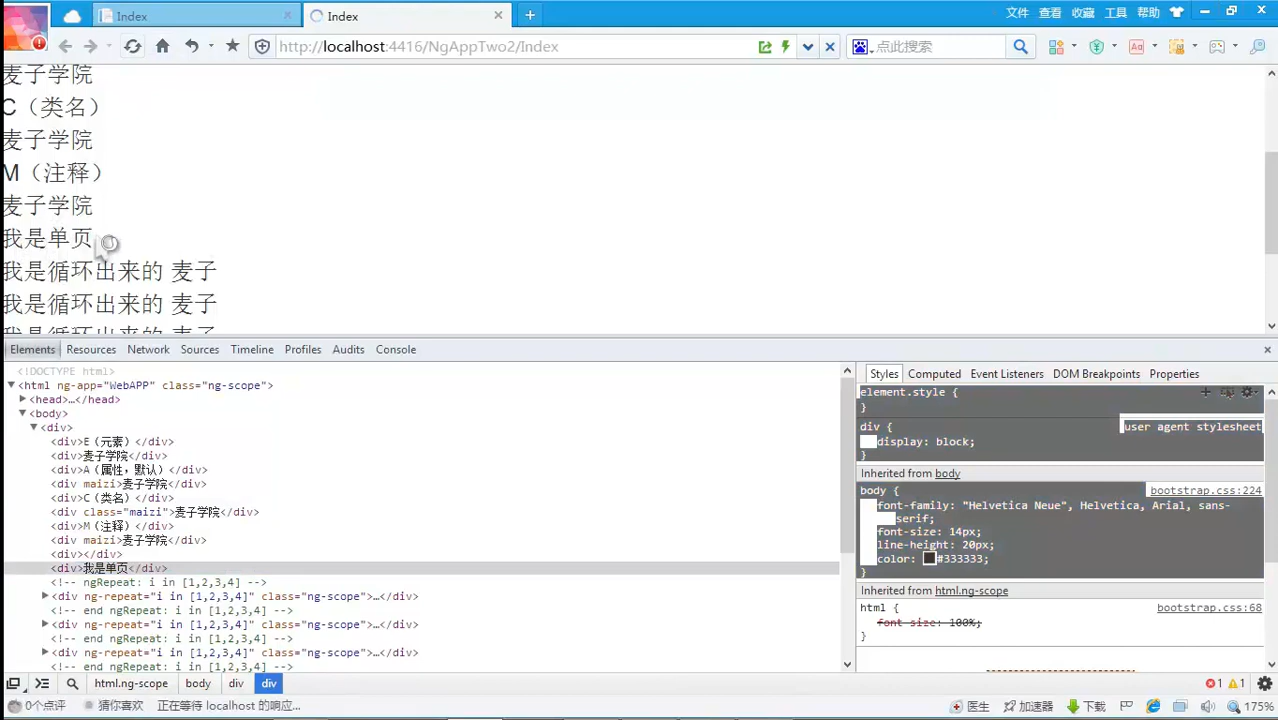 Index
Index
文件 查看 收藏 工具 帮助
http://localhost:4416/NgAppTwo2/Index
点此搜索
麦子学院
C（类名）
麦子学院
M（注释）
麦子学院
我是单页
我是循环出来的 麦子
我是循环出来的 麦子
我是循环出来的 麦子
Elements Resources Network Sources Timeline Profiles Audits Console
<!DOCTYPE html>
<html ng-app="WebAPP" class="ng-scope">
<head>…</head>
<body>
<div>
<div>E（元素）</div>
<div>麦子学院</div>
<div>A（属性，默认）</div>
<div maizi>麦子学院</div>
<div>C（类名）</div>
<div class="maizi">麦子学院</div>
<div>M（注释）</div>
<div maizi>麦子学院</div>
<div></div>
<div>我是单页</div>
<!-- ngRepeat: i in [1,2,3,4] -->
<div ng-repeat="i in [1,2,3,4]" class="ng-scope">…</div>
<!-- end ngRepeat: i in [1,2,3,4] -->
<div ng-repeat="i in [1,2,3,4]" class="ng-scope">…</div>
<!-- end ngRepeat: i in [1,2,3,4] -->
<div ng-repeat="i in [1,2,3,4]" class="ng-scope">…</div>
<!-- end ngRepeat: i in [1,2,3,4] -->
Styles Computed Event Listeners DOM Breakpoints Properties
element.style {
}
div { user agent stylesheet
display: block;
}
Inherited from body
body { bootstrap.css:224
font-family: "Helvetica Neue", Helvetica, Arial, sans-
serif;
font-size: 14px;
line-height: 20px;
color: #333333;
}
Inherited from html.ng-scope
html { bootstrap.css:68
font-size: 100%;
}
html.ng-scope body div div
1 1
0个点评 猜你喜欢 正在等待 localhost 的响应...
医生 加速器 下载 175%